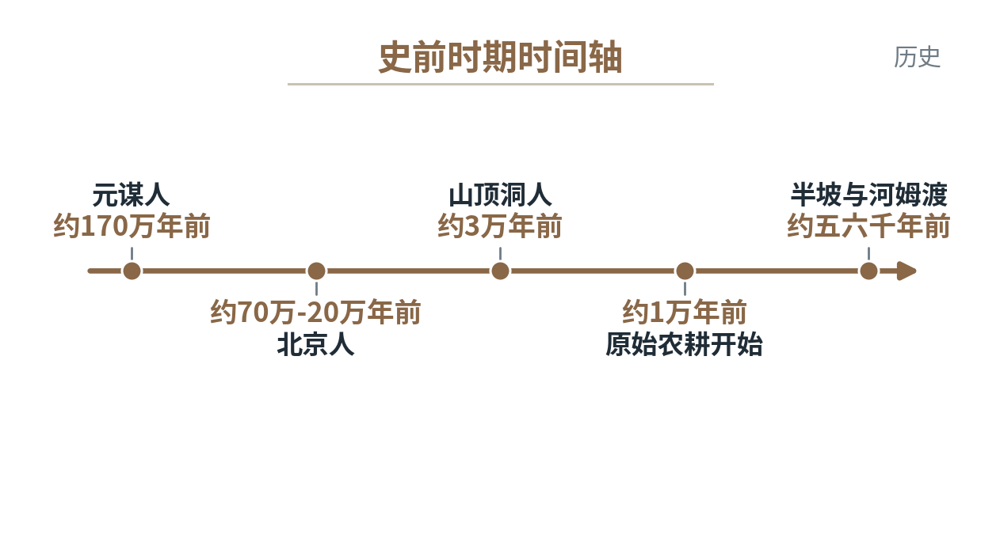 史前时期时间轴
历史
元谋人
约170万年前
约70万-20万年前
北京人
山顶洞人
约3万年前
约1万年前
原始农耕开始
半坡与河姆渡
约五六千年前